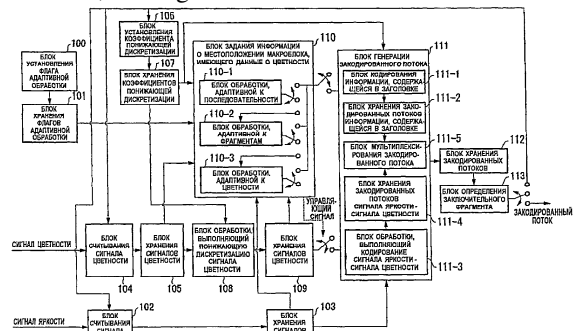 106
БЛОК
УСТАНОВЛЕНИЯ
КОЭФФИЦИЕНТА
ПОНИЖАЮЩЕЙ
ДИСКРЕТИЗАЦИИ
107
БЛОК ХРАНЕНИЯ
КОЭФФИЦИЕНТОВ
ПОНИЖАЮЩЕЙ
ДИСКРЕТИЗАЦИИ
100
БЛОК
УСТАНОВЛЕНИЯ
ФЛАГА
АДАПТИВНОЙ
ОБРАБОТКИ
101
БЛОК
ХРАНЕНИЯ
ФЛАГОВ
АДАПТИВНОЙ
ОБРАБОТКИ
110
БЛОК ЗАДАНИЯ ИНФОРМАЦИИ
О МЕСТОПОЛОЖЕНИИ МАКРОБЛОКА,
ИМЕЮЩЕГО ДАННЫЕ О ЦВЕТНОСТИ
110-1
БЛОК ОБРАБОТКИ,
АДАПТИВНОЙ К
ПОСЛЕДОВАТЕЛЬНОСТИ
110-2
БЛОК ОБРАБОТКИ,
АДАПТИВНОЙ К
ФРАГМЕНТАМ
110-3
БЛОК ОБРАБОТКИ,
АДАПТИВНОЙ К
ЦВЕТНОСТИ
УПРАВЛЯ-
ЮЩИЙ
СИГНАЛ
111
БЛОК ГЕНЕРАЦИИ
ЗАКОДИРОВАННОГО ПОТОКА
БЛОК КОДИРОВАНИЯ
ИНФОРМАЦИИ, СОДЕРЖА-
ЩЕЙСЯ В ЗАГОЛОВКЕ
111-1
БЛОК ХРАНЕНИЯ ЗАКО-
ДИРОВАННЫХ ПОТОКОВ
ИНФОРМАЦИИ, СОДЕРЖА-
ЩЕЙСЯ В ЗАГОЛОВКЕ
111-2
БЛОК МУЛЬТИПЛЕКСИ-
РОВАНИЯ ЗАКОДИРО-
ВАННОГО ПОТОКА
111-5
БЛОК ХРАНЕНИЯ
ЗАКОДИРОВАННЫХ
ПОТОКОВ
СИГНАЛА ЯРКОСТИ-
СИГНАЛА ЦВЕТНОСТИ
111-4
БЛОК ОБРАБОТКИ,
ВЫПОЛНЯЮЩИЙ
КОДИРОВАНИЕ
СИГНАЛА ЯРКОСТИ-
СИГНАЛА ЦВЕТНОСТИ
111-3
112
БЛОК ХРАНЕНИЯ
ЗАКОДИРОВАННЫХ
ПОТОКОВ
113
БЛОК ОПРЕДЕЛЕНИЯ
ЗАКЛЮЧИТЕЛЬНОГО
ФРАГМЕНТА
ЗАКОДИРОВАННЫЙ
ПОТОК
СИГНАЛ ЦВЕТНОСТИ
БЛОК
СЧИТЫВАНИЯ
СИГНАЛА
ЦВЕТНОСТИ
104
БЛОК
ХРАНЕНИЯ
СИГНАЛОВ
ЦВЕТНОСТИ
105
БЛОК ОБРАБОТКИ,
ВЫПОЛНЯЮЩИЙ
ПОНИЖАЮЩУЮ
ДИСКРЕТИЗАЦИЮ
СИГНАЛА
ЦВЕТНОСТИ
108
БЛОК
ХРАНЕНИЯ
СИГНАЛОВ
ЦВЕТНОСТИ
109
СИГНАЛ ЯРКОСТИ
102
БЛОК
СЧИТЫВАНИЯ
СИГНАЛА
103
БЛОК
ХРАНЕНИЯ
СИГНАЛОВ